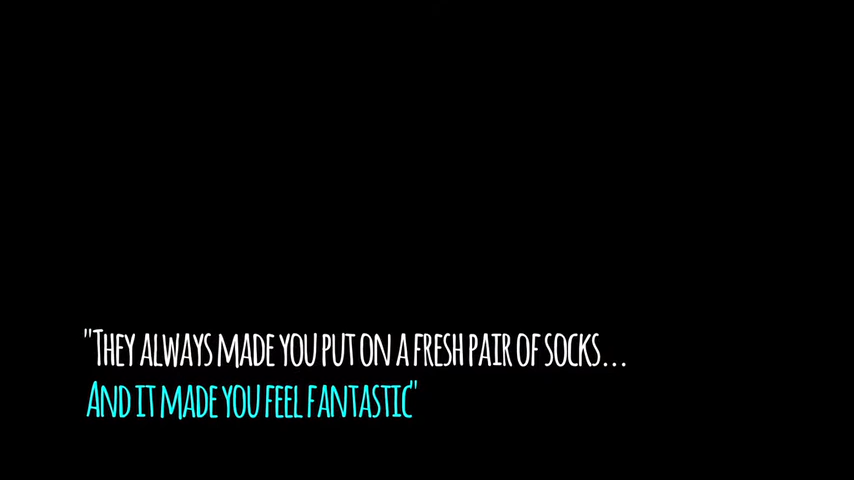 "They always made you put on a fresh pair of socks...
And it made you feel fantastic"